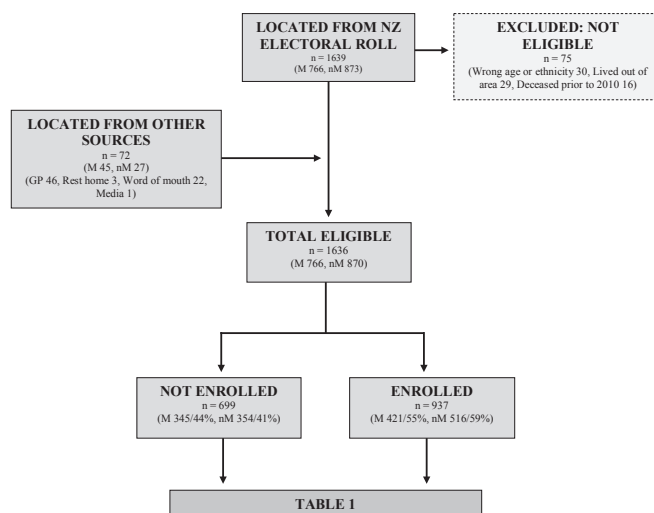 LOCATED FROM NZ
ELECTORAL ROLL
n = 1639
(M 766, nM 873)
EXCLUDED: NOT
ELIGIBLE
n = 75
(Wrong age or ethnicity 30, Lived out of
area 29, Deceased prior to 2010 16)
LOCATED FROM OTHER
SOURCES
n = 72
(M 45, nM 27)
(GP 46, Rest home 3, Word of mouth 22,
Media 1)
TOTAL ELIGIBLE
n = 1636
(M 766, nM 870)
NOT ENROLLED
n = 699
(M 345/44%, nM 354/41%)
ENROLLED
n = 937
(M 421/55%, nM 516/59%)
TABLE 1